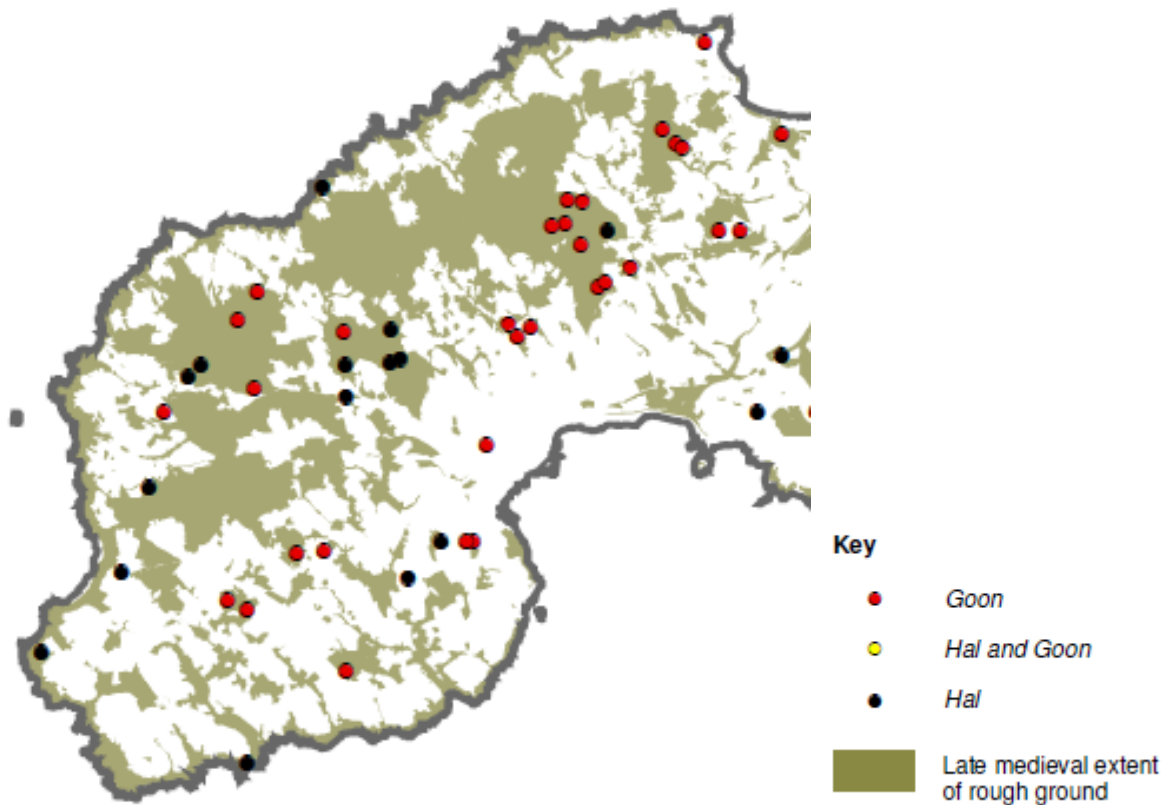 Key
Goon
Hal and Goon
Hal
Late medieval extent
of rough ground